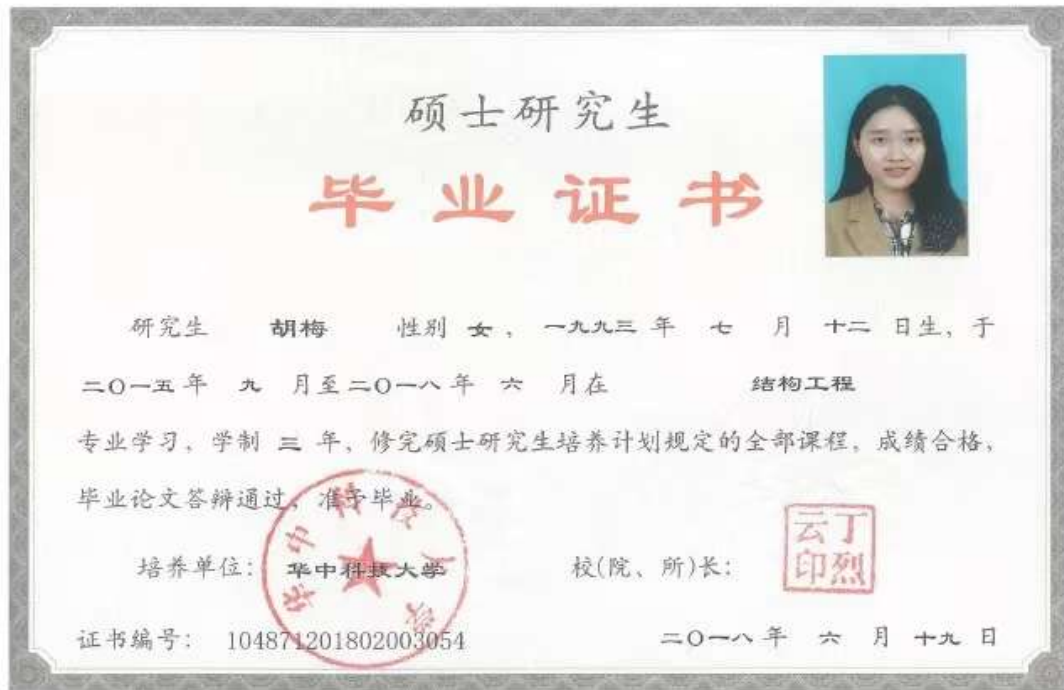 硕士研究生
毕业证书
研究生 胡梅 性别 女，一九九三 年 七 月 十二 日生，于
二〇一五 年 九 月至 二〇一八 年 六 月在 结构工程
专业学习，学制 三 年，修完硕士研究生培养计划规定的全部课程，成绩合格，
毕业论文答辩通过，准予毕业。
培养单位：华中科技大学 校(院、所)长：
华中科技大学
丁烈云印
证书编号：104871201802003054 二〇一八 年 六 月 十九 日